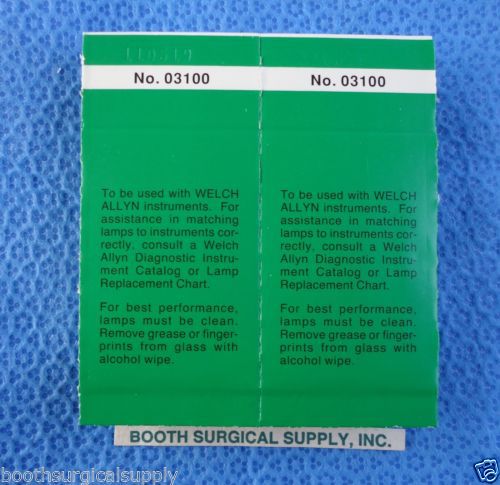 No. 03100
To be used with WELCH
ALLYN instruments. For
assistance in matching
lamps to instruments cor-
rectly, consult a Welch
Allyn Diagnostic Instru-
ment Catalog or Lamp
Replacement Chart.
For best performance,
lamps must be clean.
Remove grease or finger-
prints from glass with
alcohol wipe.
No. 03100
To be used with WELCH
ALLYN instruments. For
assistance in matching
lamps to instruments cor-
rectly, consult a Welch
Allyn Diagnostic Instru-
ment Catalog or Lamp
Replacement Chart.
For best performance,
lamps must be clean.
Remove grease or finger-
prints from glass with
alcohol wipe.
BOOTH SURGICAL SUPPLY, INC.
boothsurgicalsupply